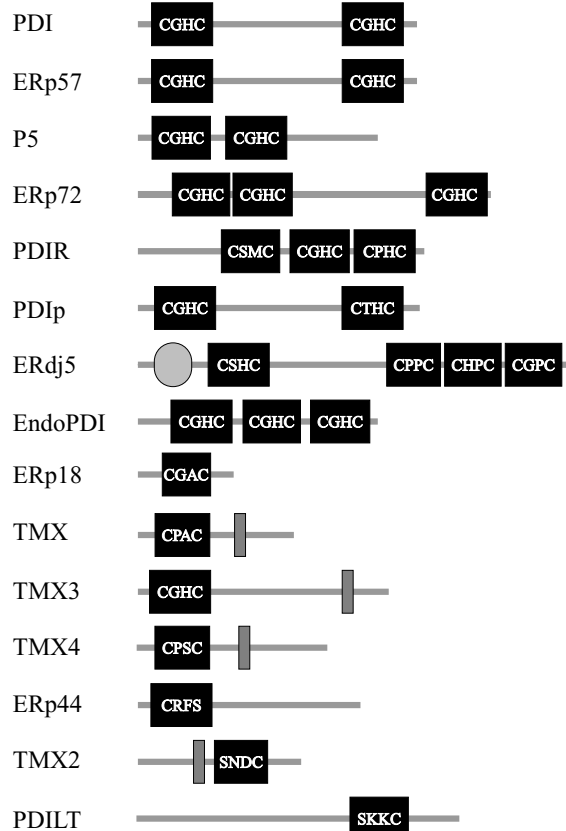 PDI CGHC CGHC
ERp57 CGHC CGHC
P5 CGHC CGHC
ERp72 CGHC CGHC CGHC
PDIR CSMC CGHC CPHC
PDIp CGHC CTHC
ERdj5 CSHC CPPC CHPC CGPC
EndoPDI CGHC CGHC CGHC
ERp18 CGAC
TMX CPAC
TMX3 CGHC
TMX4 CPSC
ERp44 CRFS
TMX2 SNDC
PDILT SKKC